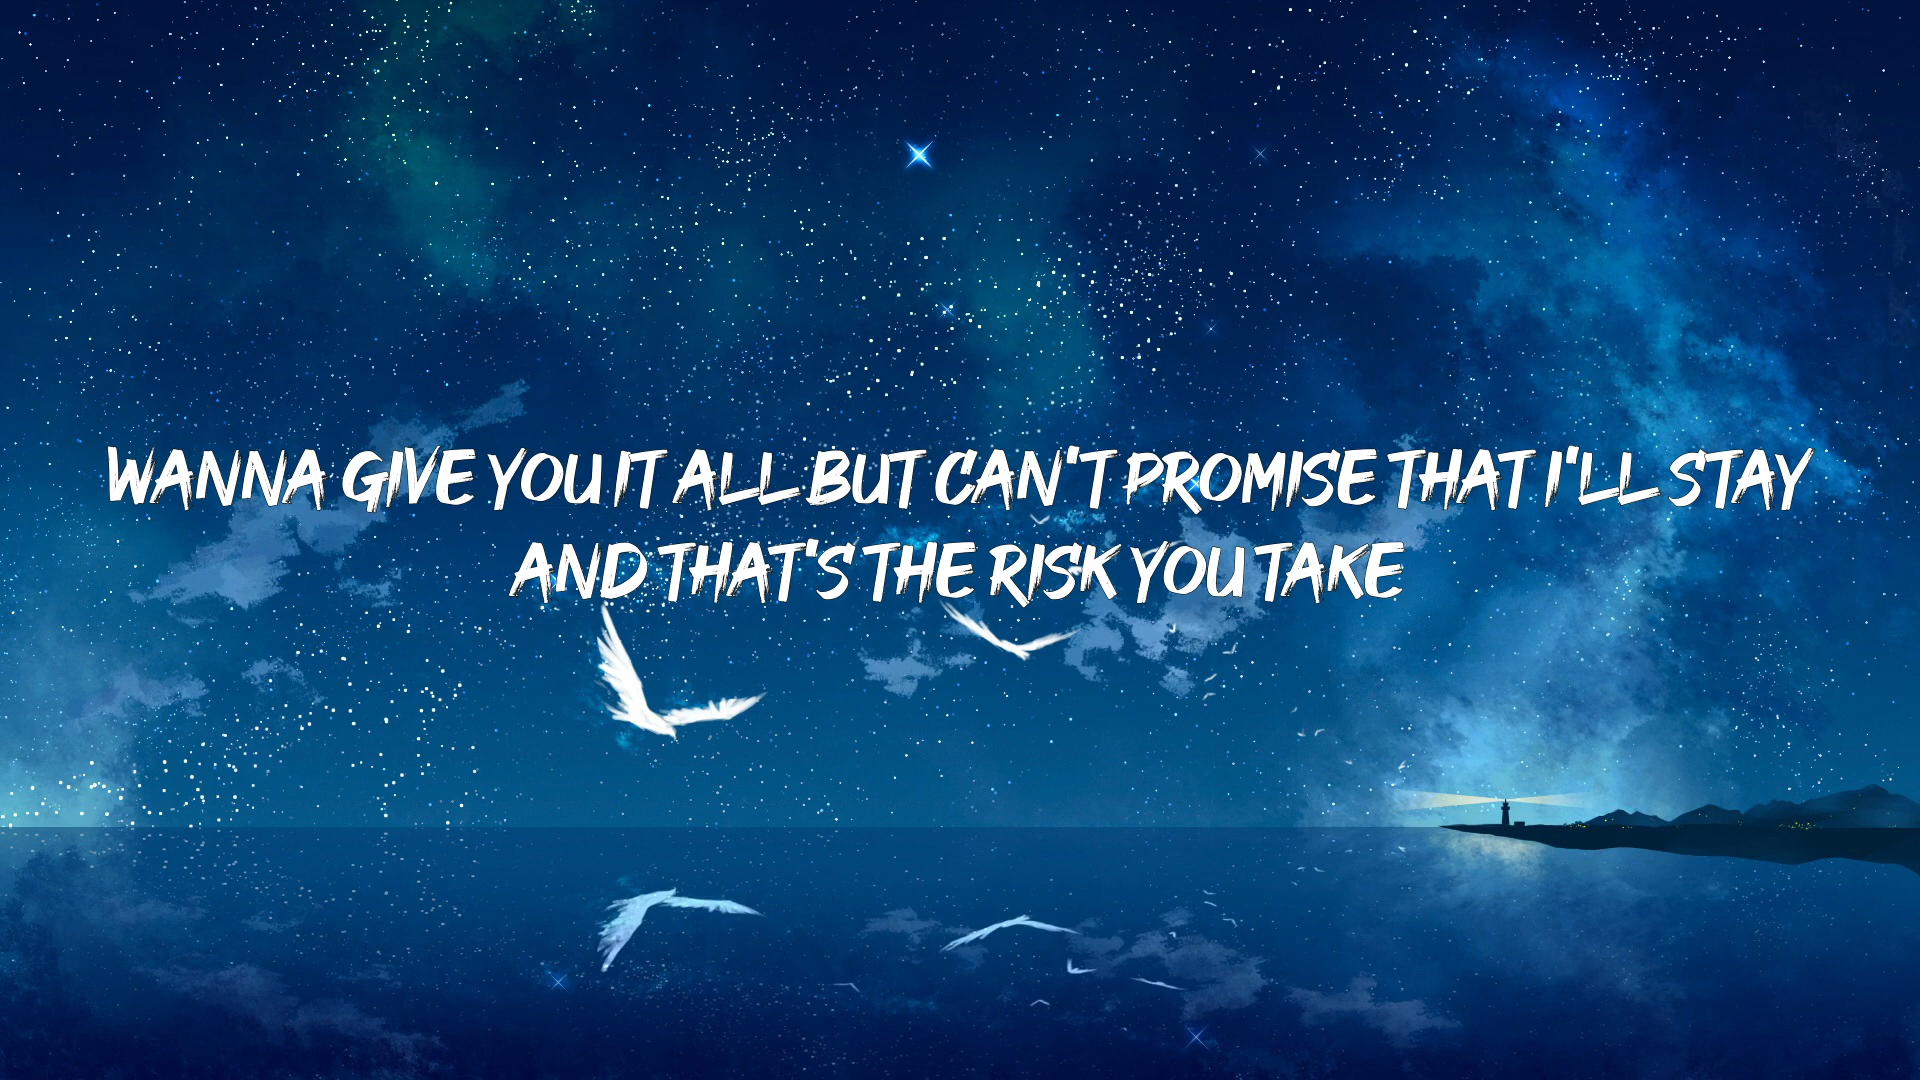 WANNA GIVE YOU IT ALL BUT CAN'T PROMISE THAT I'LL STAY
AND THAT'S THE RISK YOU TAKE